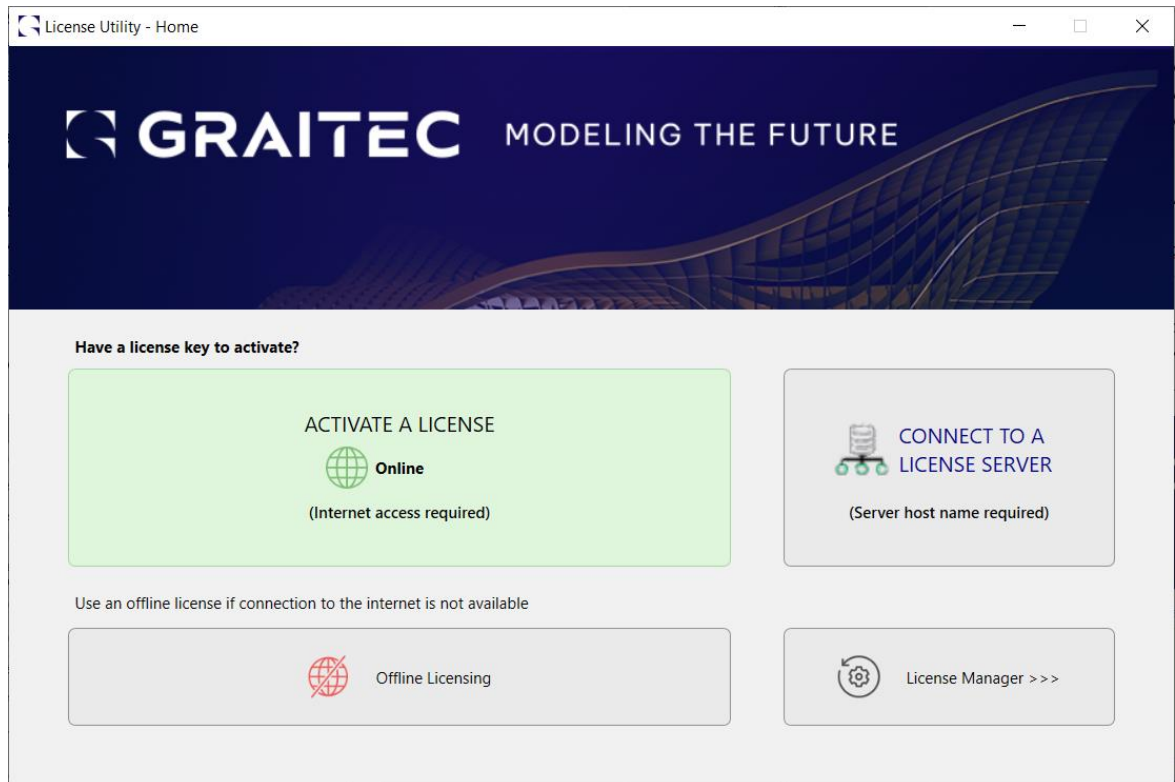 License Utility - Home
GRAITEC MODELING THE FUTURE
Have a license key to activate?
ACTIVATE A LICENSE
Online
(Internet access required)
CONNECT TO A
LICENSE SERVER
(Server host name required)
Use an offline license if connection to the internet is not available
Offline Licensing
License Manager >>>